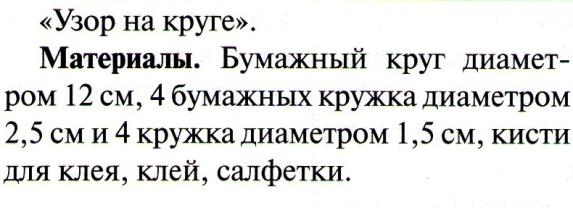 «Узор на круге».
Материалы. Бумажный круг диамет-
ром 12 см, 4 бумажных кружка диаметром
2,5 см и 4 кружка диаметром 1,5 см, кисти
для клея, клей, салфетки.